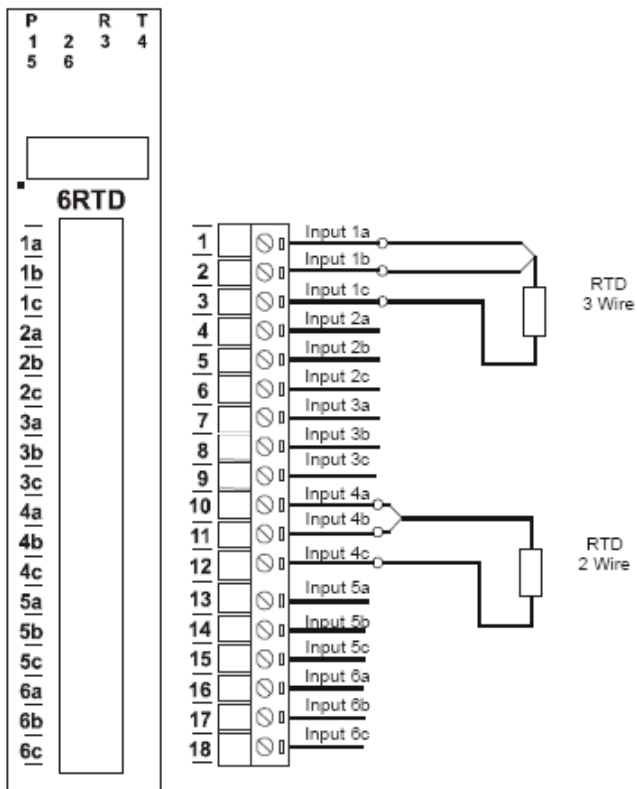 P R T
1 2 3 4
5 6
6RTD
1a
1b
1c
2a
2b
2c
3a
3b
3c
4a
4b
4c
5a
5b
5c
6a
6b
6c
1 Input 1a
2 Input 1b
3 Input 1c
4 Input 2a
5 Input 2b
6 Input 2c
7 Input 3a
8 Input 3b
9 Input 3c
10 Input 4a
11 Input 4b
12 Input 4c
13 Input 5a
14 Input 5b
15 Input 5c
16 Input 6a
17 Input 6b
18 Input 6c
RTD
3 Wire
RTD
2 Wire